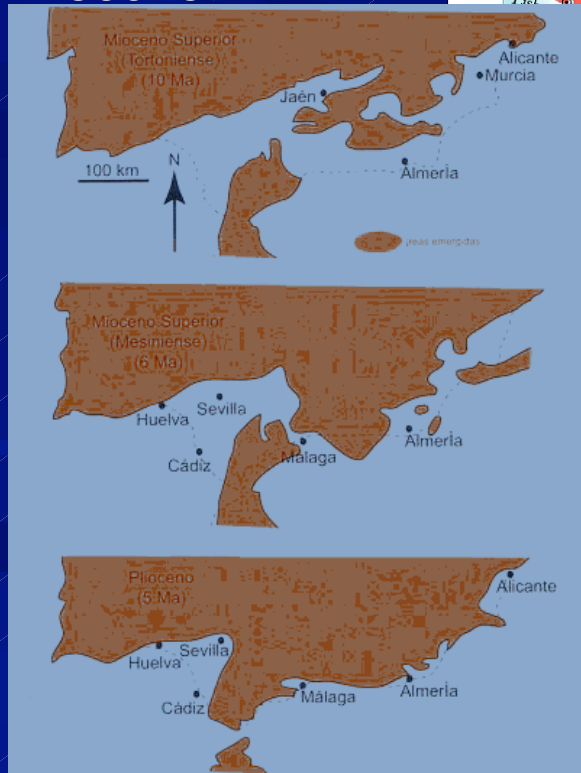 Mioceno Superior
(Tortoniense)
(10 Ma)
Alicante
Murcia
Jaén
100 km
N
Almería
áreas emergidas
Mioceno Superior
(Mesiniense)
(6 Ma)
Huelva
Sevilla
Cádiz
Málaga
Almería
Plioceno
(5 Ma)
Alicante
Huelva
Sevilla
Cádiz
Málaga
Almería